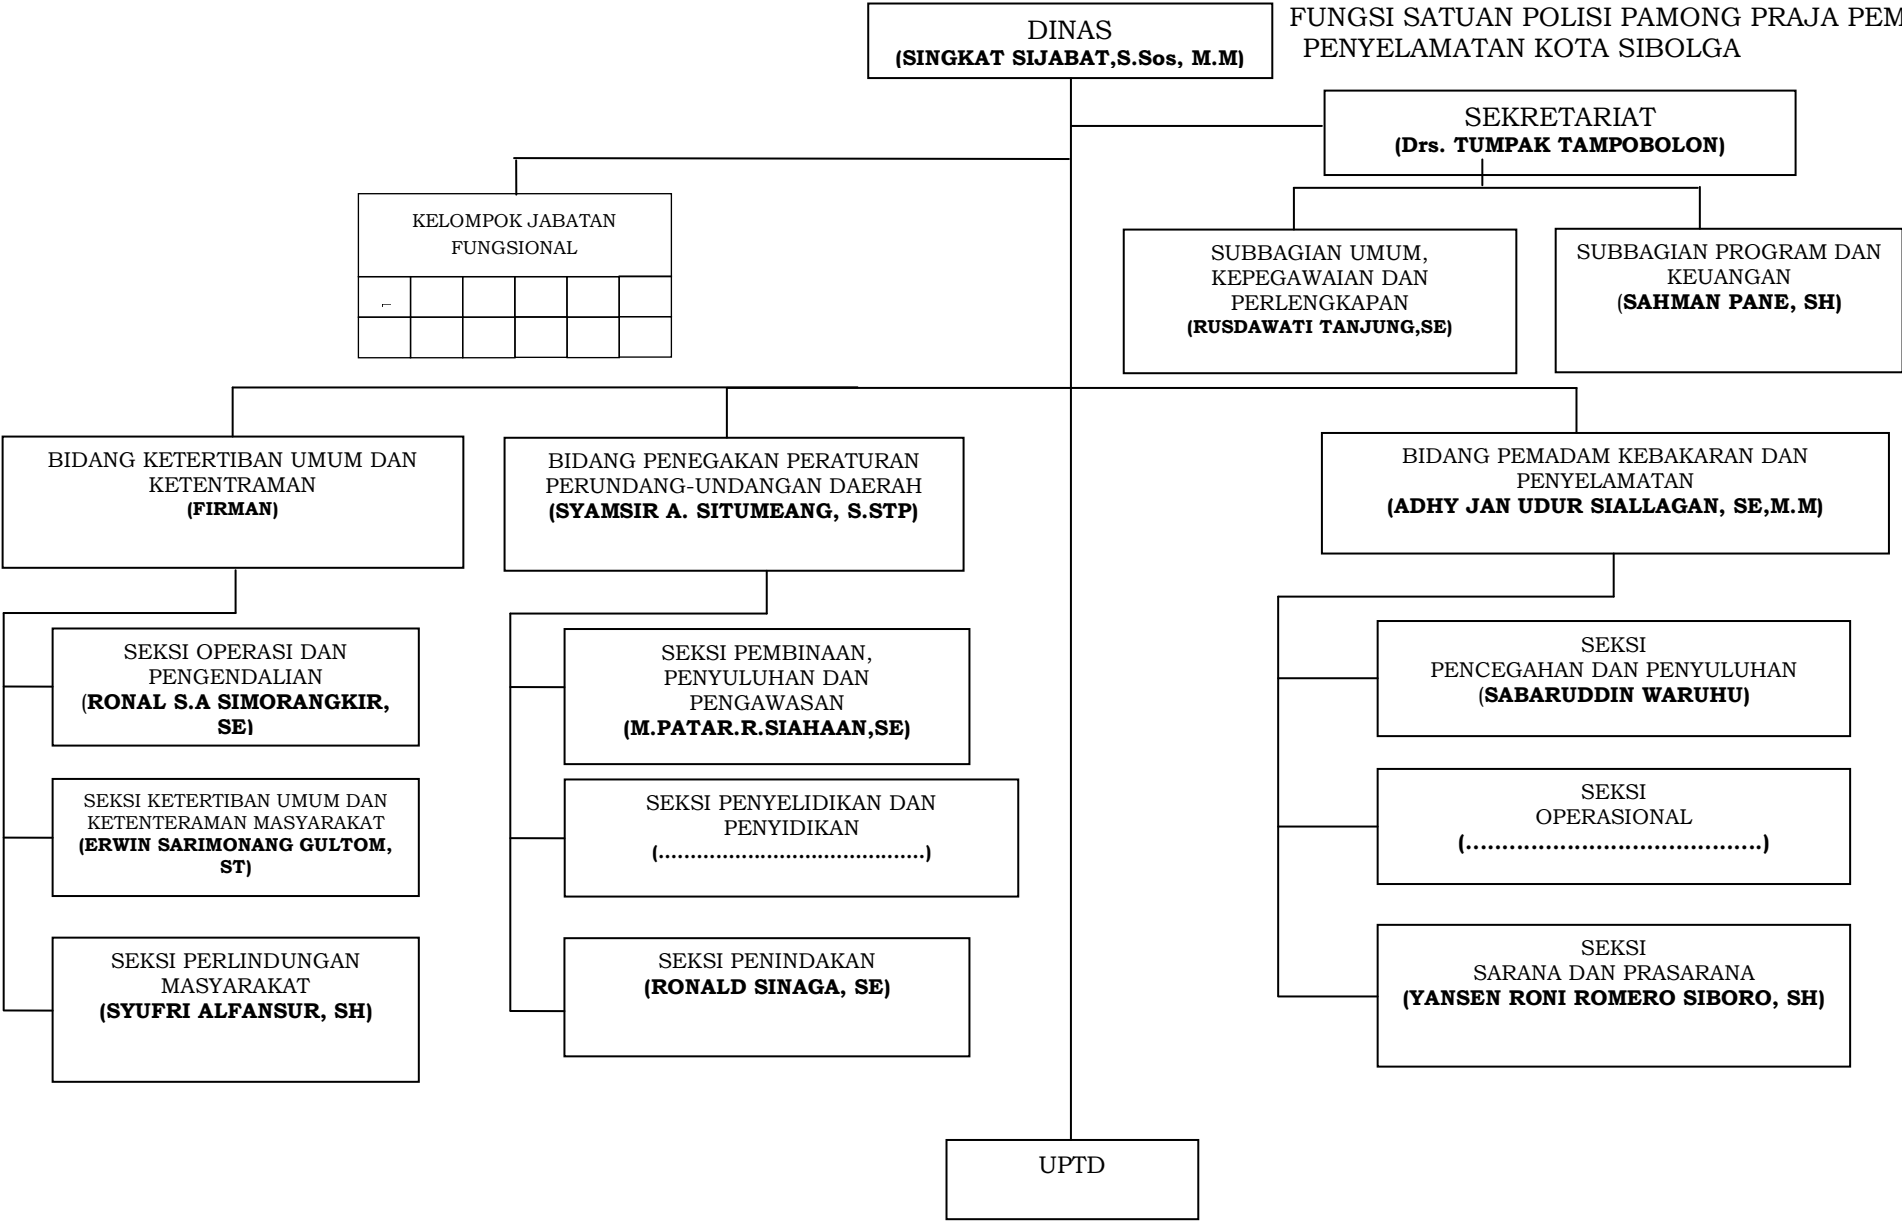 DINAS
(SINGKAT SIJABAT,S.Sos, M.M)
FUNGSI SATUAN POLISI PAMONG PRAJA
PENYELAMATAN KOTA SIBOLGA
SEKRETARIAT
(Drs. TUMPAK TAMPOBOLON)
KELOMPOK JABATAN
FUNGSIONAL
SUBBAGIAN UMUM,
KEPEGAWAIAN DAN
PERLENGKAPAN
(RUSDAWATI TANJUNG,SE)
SUBBAGIAN PROGRAM DAN
KEUANGAN
(SAHMAN PANE, SH)
BIDANG KETERTIBAN UMUM DAN
KETENTRAMAN
(FIRMAN)
BIDANG PENEGAKAN PERATURAN
PERUNDANG-UNDANGAN DAERAH
(SYAMSIR A. SITUMEANG, S.STP)
BIDANG PEMADAM KEBAKARAN DAN
PENYELAMATAN
(ADHY JAN UDUR SIALLAGAN, SE,M.M)
SEKSI OPERASI DAN
PENGENDALIAN
(RONAL S.A SIMORANGKIR,
SE)
SEKSI KETERTIBAN UMUM DAN
KETENTERAMAN MASYARAKAT
(ERWIN SARIMONANG GULTOM,
ST)
SEKSI PERLINDUNGAN
MASYARAKAT
(SYUFRI ALFANSUR, SH)
SEKSI PEMBINAAN,
PENYULUHAN DAN
PENGAWASAN
(M.PATAR.R.SIAHAAN,SE)
SEKSI PENYELIDIKAN DAN
PENYIDIKAN
(..........................................)
SEKSI PENINDAKAN
(RONALD SINAGA, SE)
SEKSI
PENCEGAHAN DAN PENYULUHAN
(SABARUDDIN WARUHU)
SEKSI
OPERASIONAL
(.........................................)
SEKSI
SARANA DAN PRASARANA
(YANSEN RONI ROMERO SIBORO, SH)
UPTD